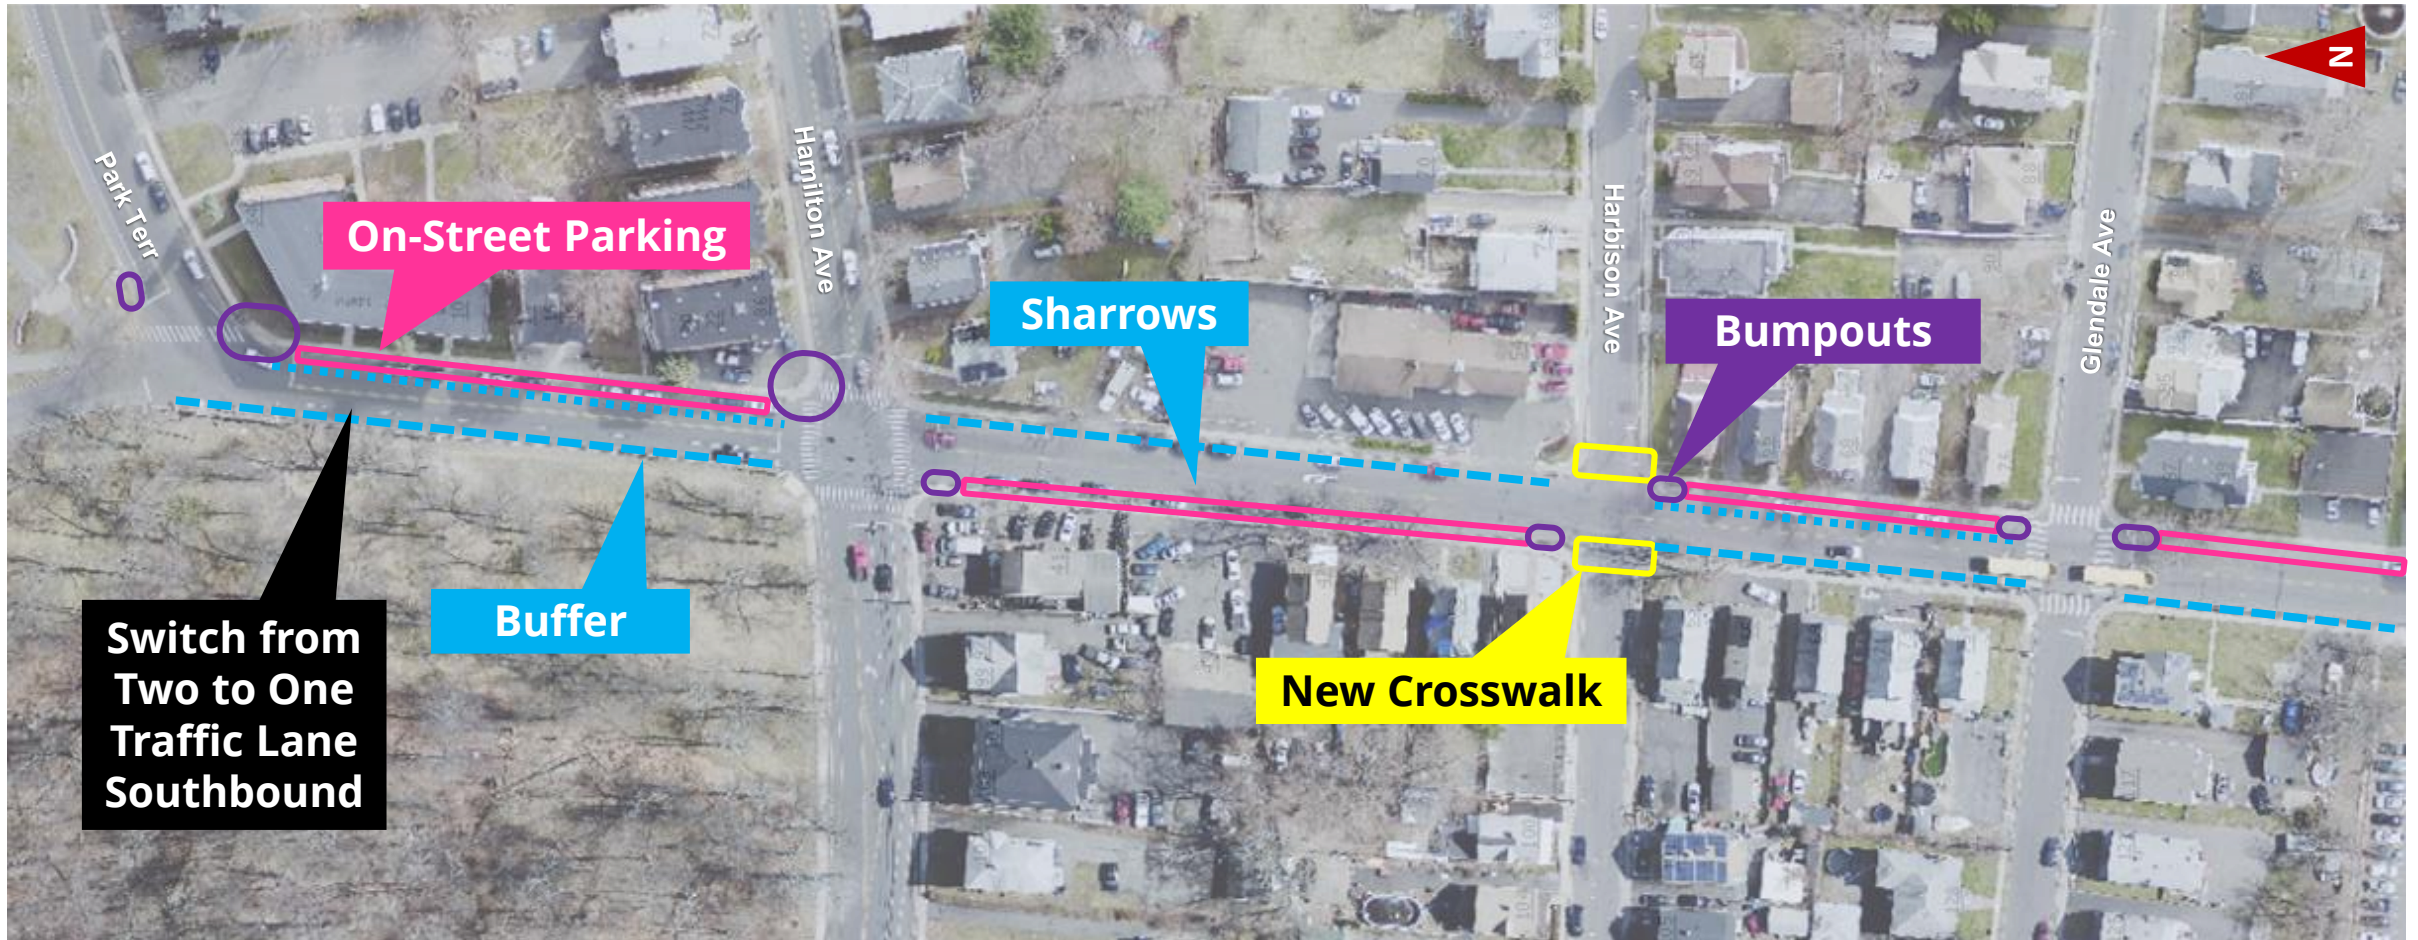 N
Park Terr
Hamilton Ave
On-Street Parking
Harbison Ave
Glendale Ave
Sharrows
Bumpouts
Switch from
Two to One
Traffic Lane
Southbound
Buffer
New Crosswalk